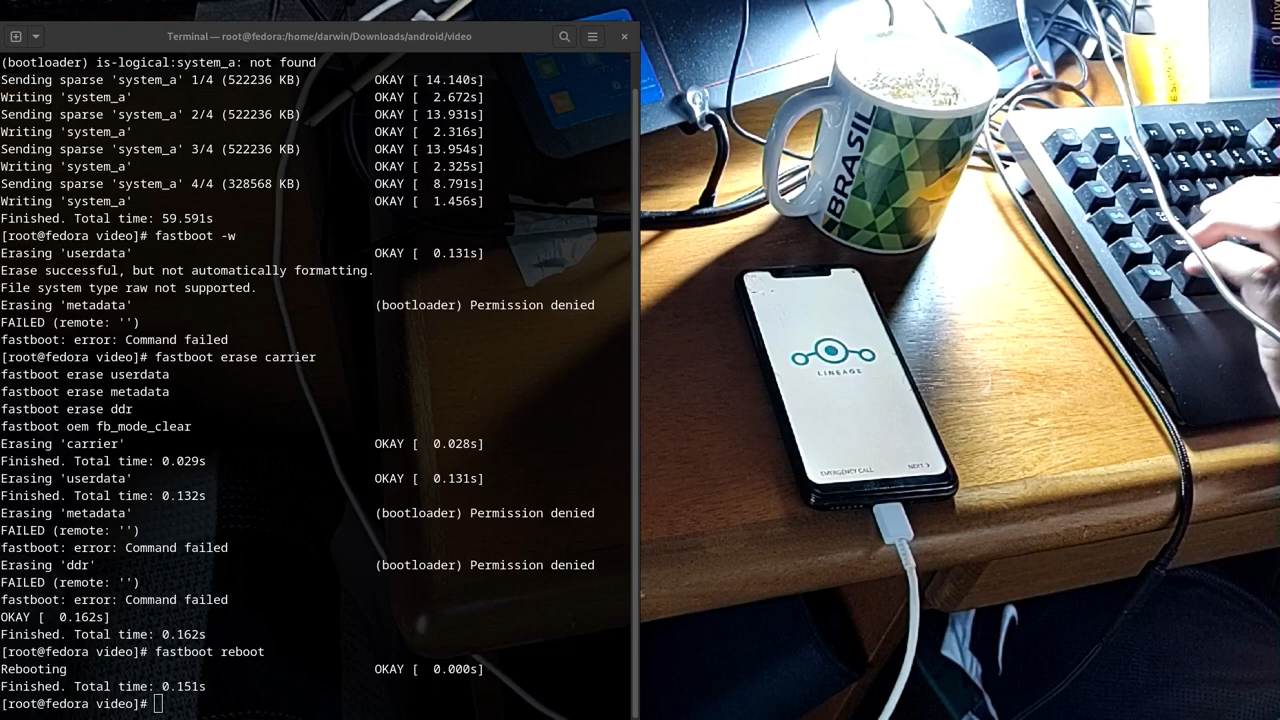 Terminal — root@fedora:/home/darwin/Downloads/android/video
(bootloader) is-logical:system_a: not found
Sending sparse 'system_a' 1/4 (522236 KB) OKAY [ 14.140s]
Writing 'system_a' OKAY [ 2.672s]
Sending sparse 'system_a' 2/4 (522236 KB) OKAY [ 13.931s]
Writing 'system_a' OKAY [ 2.316s]
Sending sparse 'system_a' 3/4 (522236 KB) OKAY [ 13.954s]
Writing 'system_a' OKAY [ 2.325s]
Sending sparse 'system_a' 4/4 (328568 KB) OKAY [ 8.791s]
Writing 'system_a' OKAY [ 1.456s]
Finished. Total time: 59.591s
[root@fedora video]# fastboot -w
Erasing 'userdata' OKAY [ 0.131s]
Erase successful, but not automatically formatting.
File system type raw not supported.
Erasing 'metadata' (bootloader) Permission denied
FAILED (remote: '')
fastboot: error: Command failed
[root@fedora video]# fastboot erase carrier
fastboot erase userdata
fastboot erase metadata
fastboot erase ddr
fastboot oem fb_mode_clear
Erasing 'carrier' OKAY [ 0.028s]
Finished. Total time: 0.029s
Erasing 'userdata' OKAY [ 0.131s]
Finished. Total time: 0.132s
Erasing 'metadata' (bootloader) Permission denied
FAILED (remote: '')
fastboot: error: Command failed
Erasing 'ddr' (bootloader) Permission denied
FAILED (remote: '')
fastboot: error: Command failed
OKAY [ 0.162s]
Finished. Total time: 0.162s
[root@fedora video]# fastboot reboot
Rebooting OKAY [ 0.000s]
Finished. Total time: 0.151s
[root@fedora video]#
BRASIL
LINEAGE
EMERGENCY CALL
NEXT